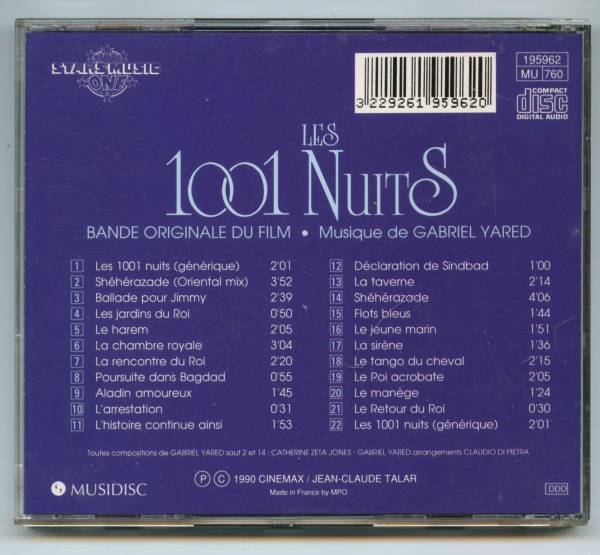 STARS MUSIC
ONE
3 229261 959620
195962
MU 760
COMPACT
disc
DIGITAL AUDIO
LES
1001 NUITS
BANDE ORIGINALE DU FILM • Musique de GABRIEL YARED
1 Les 1001 nuits (générique) 2'01
2 Shéhérazade (Oriental mix) 3'52
3 Ballade pour Jimmy 2'39
4 Les jardins du Roi 0'50
5 Le harem 2'05
6 La chambre royale 3'04
7 La rencontre du Roi 2'20
8 Poursuite dans Bagdad 0'55
9 Aladin amoureux 1'45
10 L'arrestation 0'31
11 L'histoire continue ainsi 1'53
12 Déclaration de Sindbad 1'00
13 La taverne 2'14
14 Shéhérazade 4'06
15 Flots bleus 1'44
16 Le jeune marin 1'51
17 La sirène 1'36
18 Le tango du cheval 2'15
19 Le Poi acrobate 2'05
20 Le manège 1'24
21 Le Retour du Roi 0'30
22 Les 1001 nuits (générique) 2'01
Toutes compositions de GABRIEL YARED sauf 2 et 14 : CATHERINE ZETA JONES - GABRIEL YARED, arrangements CLAUDIO DI PIETRA
MUSIDISC
Ⓟ © 1990 CINEMAX / JEAN-CLAUDE TALAR
Made in France by MPO
DDD